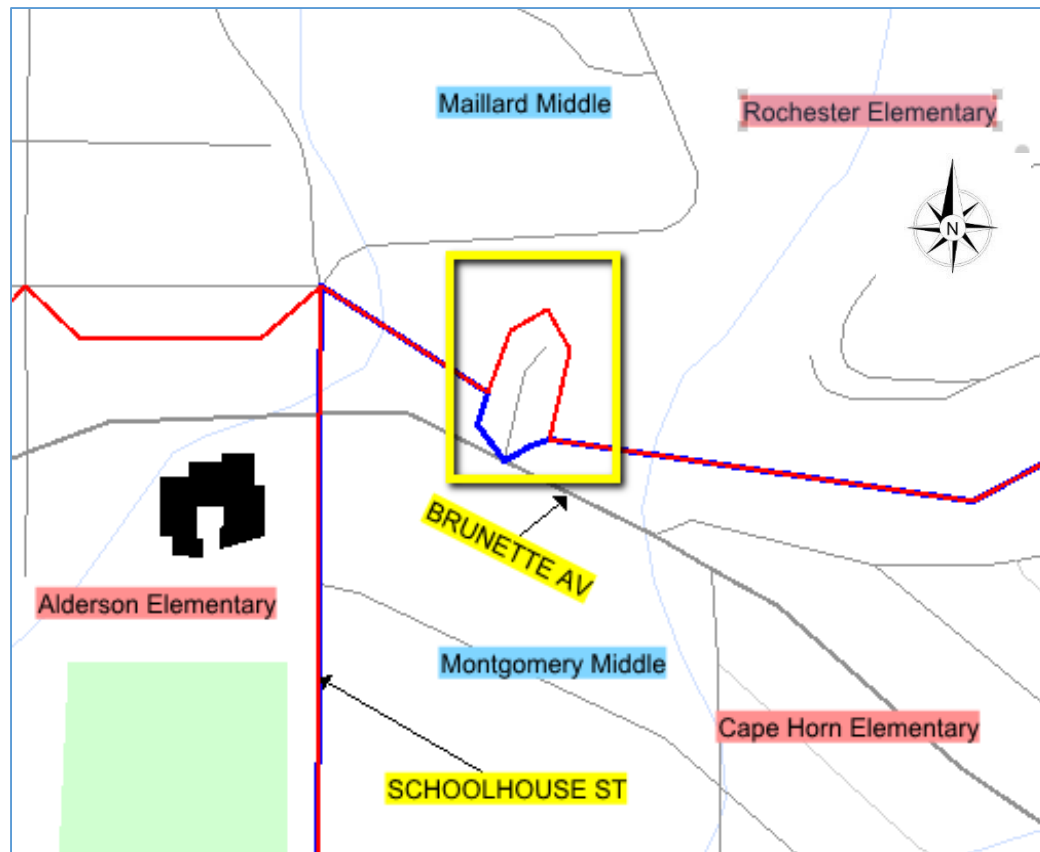 Maillard Middle
Rochester Elementary
N
BRUNETTE AV
Alderson Elementary
Montgomery Middle
Cape Horn Elementary
SCHOOLHOUSE ST